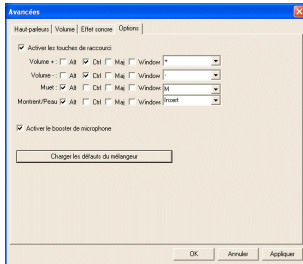 Avancées
Haut-parleurs Volume Effet sonore Options
Activer les touches de raccourci
Volume + : Alt Ctrl Maj Window: +
Volume - : Alt Ctrl Maj Window: -
Muet : Alt Ctrl Maj Window: M
Montrent/Peau Alt Ctrl Maj Window: Insert
Activer le booster de microphone
Charger les défauts du mélangeur
OK Annuler Appliquer